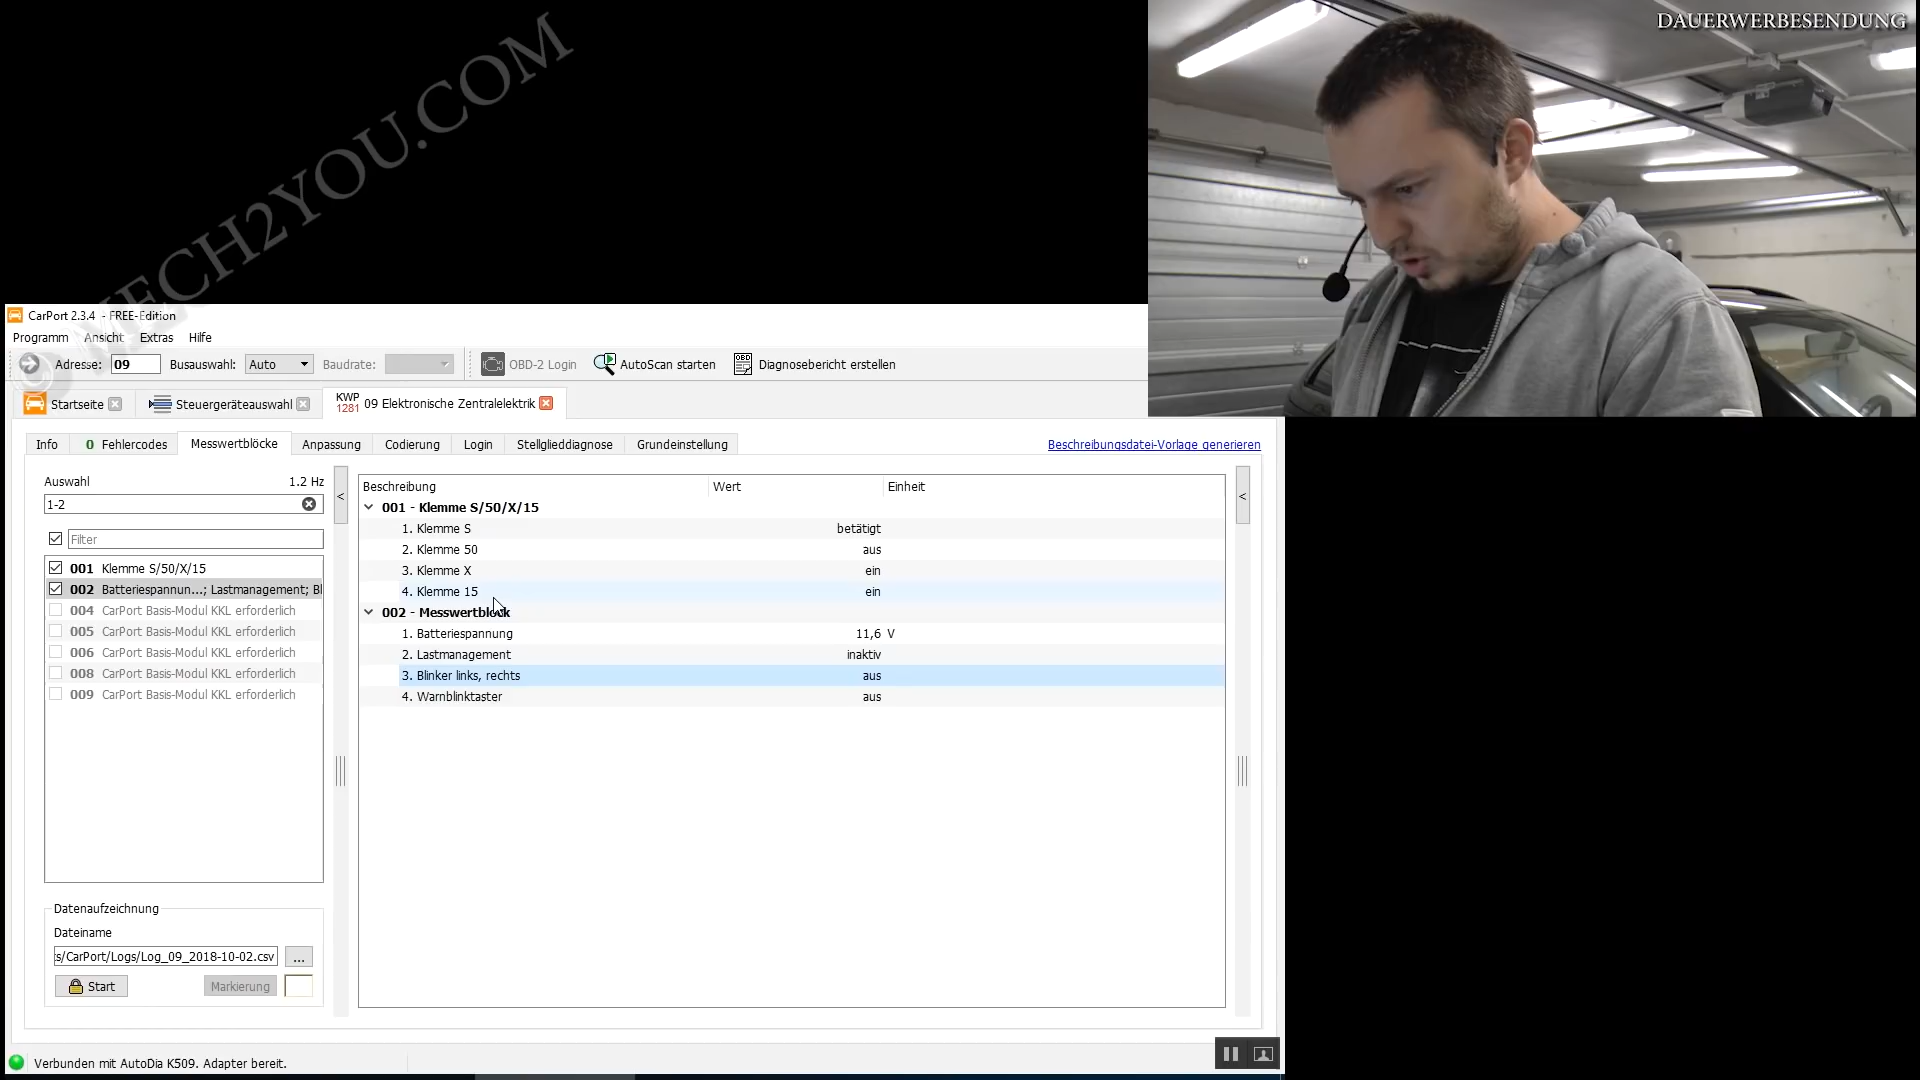 DAUERWERBESENDUNG
© MECH2YOU.COM
CarPort 2.3.4 - FREE-Edition
Programm Ansicht Extras Hilfe
Adresse: 09 Busauswahl: Auto Baudrate: OBD-2 Login AutoScan starten OBD Diagnosebericht erstellen
Startseite Steuergeräteauswahl KWP 1281 09 Elektronische Zentralelektrik
Info 0 Fehlercodes Messwertblöcke Anpassung Codierung Login Stellglieddiagnose Grundeinstellung Beschreibungsdatei-Vorlage generieren
Auswahl 1.2 Hz
1-2
Filter
001 Klemme S/50/X/15
002 Batteriespannun...; Lastmanagement; Bl
004 CarPort Basis-Modul KKL erforderlich
005 CarPort Basis-Modul KKL erforderlich
006 CarPort Basis-Modul KKL erforderlich
008 CarPort Basis-Modul KKL erforderlich
009 CarPort Basis-Modul KKL erforderlich
< <
Beschreibung Wert Einheit
001 - Klemme S/50/X/15
1. Klemme S betätigt
2. Klemme 50 aus
3. Klemme X ein
4. Klemme 15 ein
002 - Messwertblock
1. Batteriespannung 11,6 V
2. Lastmanagement inaktiv
3. Blinker links, rechts aus
4. Warnblinktaster aus
Datenaufzeichnung
Dateiname
s/CarPort/Logs/Log_09_2018-10-02.csv ...
Start Markierung
Verbunden mit AutoDia K509. Adapter bereit.